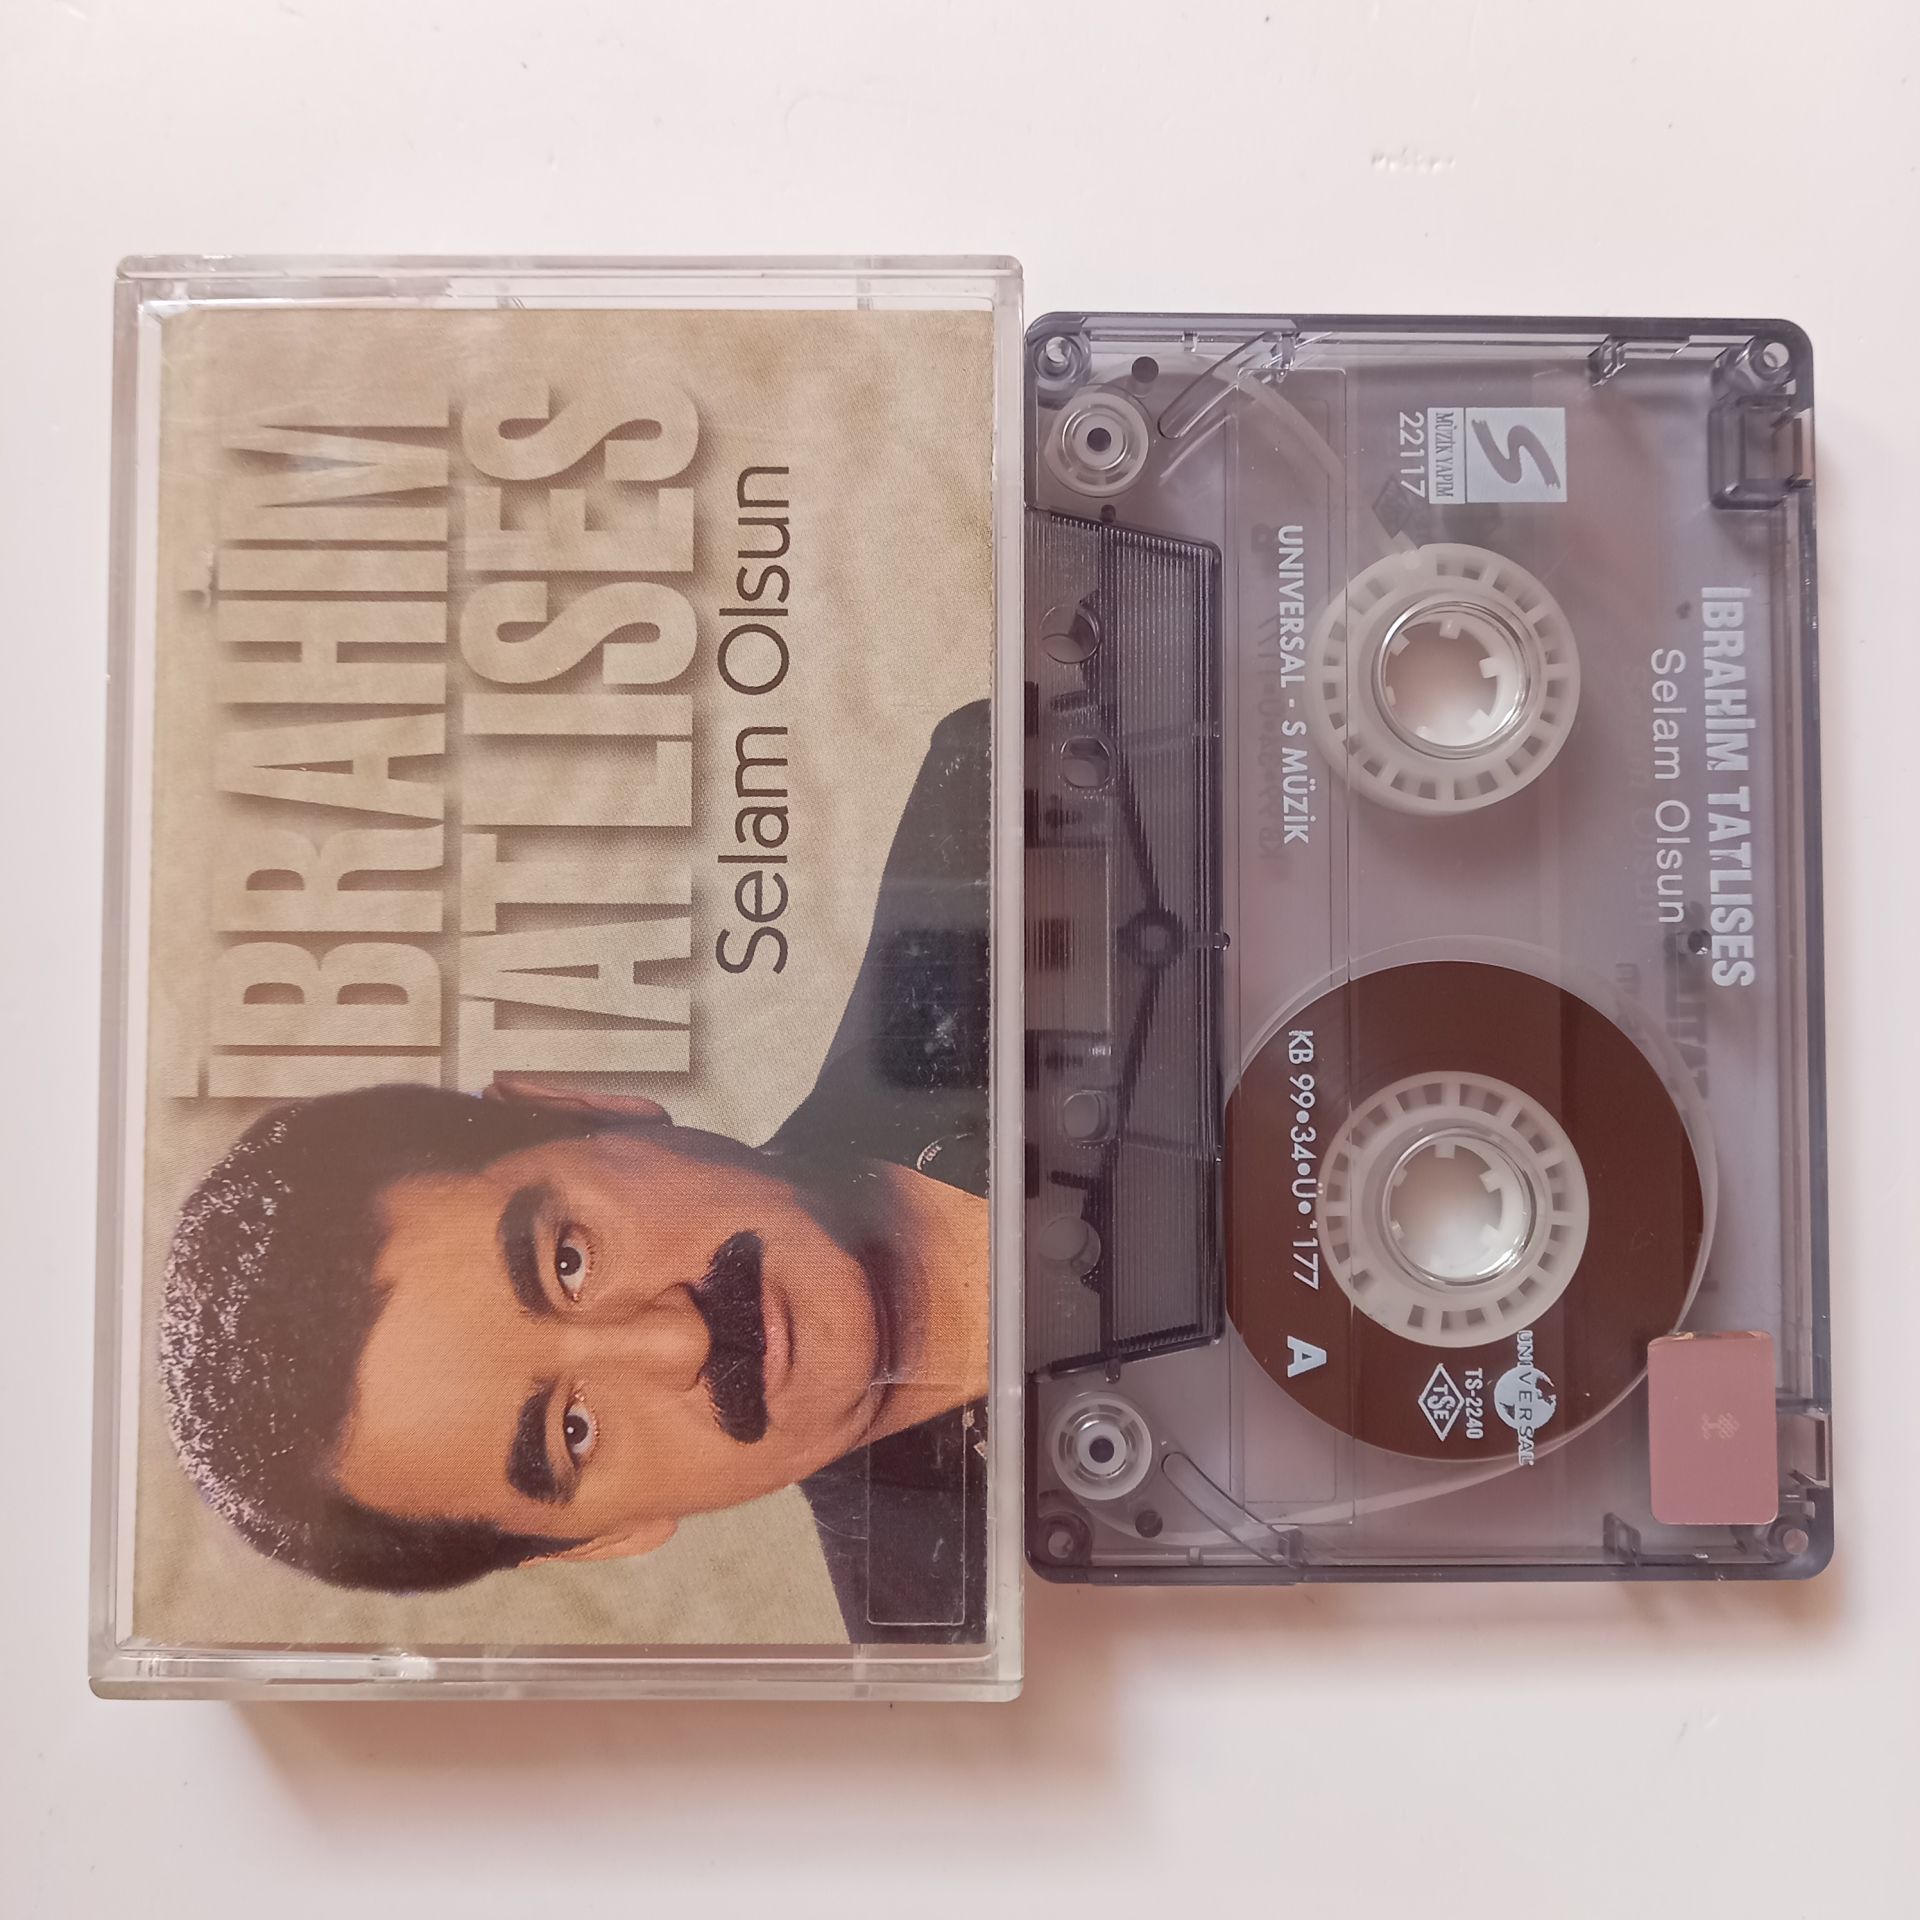 İBRAHİM
TATLISES
Selam Olsun
İBRAHİM TATLISES
Selam Olsun
S
MÜZİK YAPIM
22117
UNIVERSAL
TS-2240
TSE
UNIVERSAL - S MÜZİK
KB 99•34•Ü•177
A